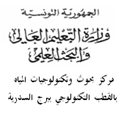 الجمهورية التونسية
وزارة التعليم العالي
والبحث العلمي
مركز بحوث وتكنولوجيات المياه
بالقطب التكنولوجي ببرج السدرية